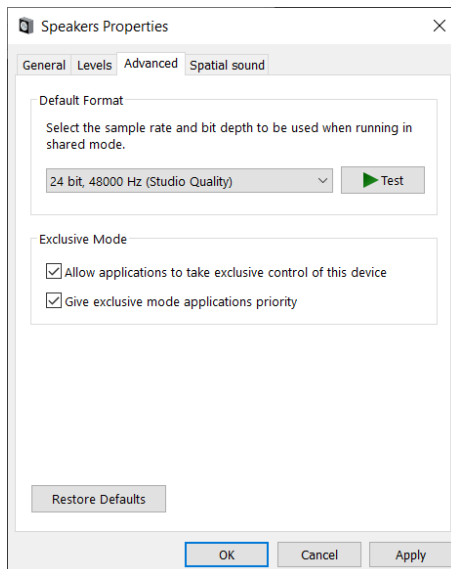 Speakers Properties
General Levels Advanced Spatial sound
Default Format
Select the sample rate and bit depth to be used when running in
shared mode.
24 bit, 48000 Hz (Studio Quality) Test
Exclusive Mode
Allow applications to take exclusive control of this device
Give exclusive mode applications priority
Restore Defaults
OK Cancel Apply